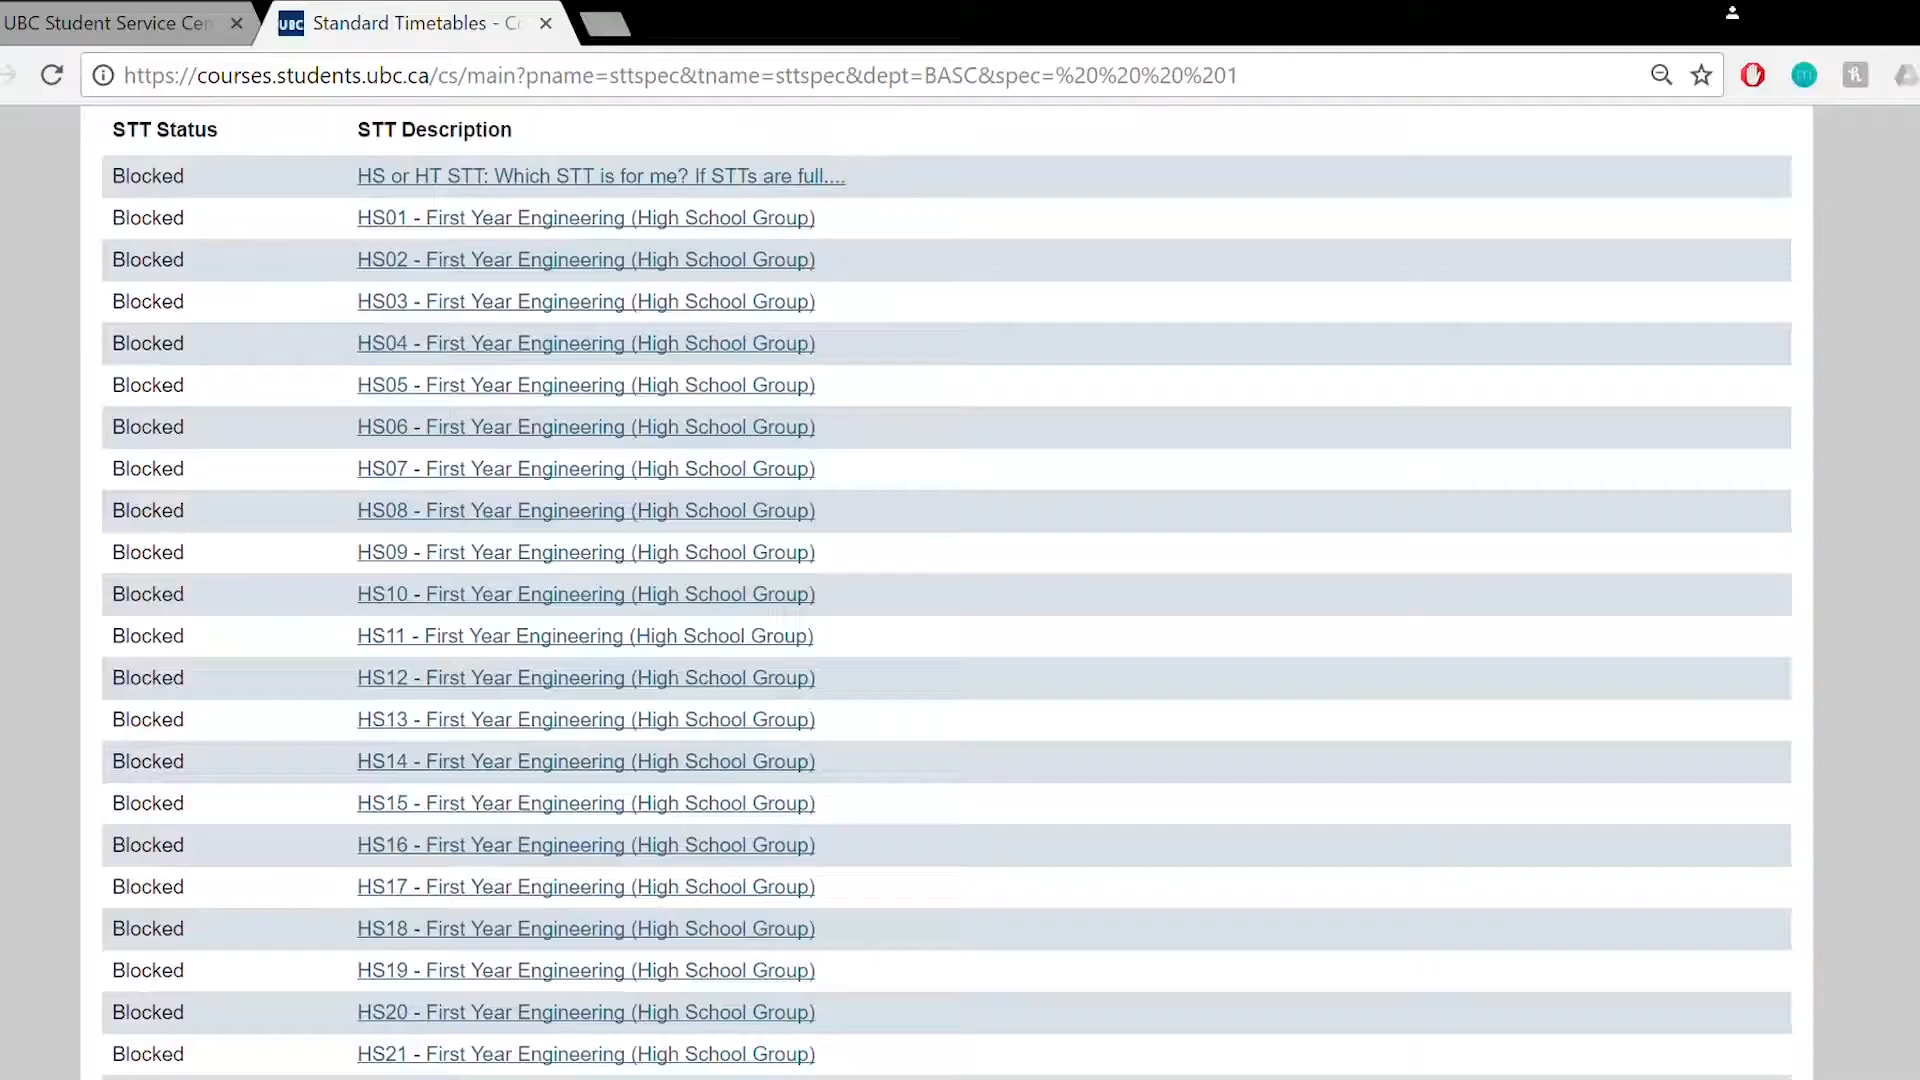 UBC Student Service Cen
UBC Standard Timetables - Co
https://courses.students.ubc.ca/cs/main?pname=sttspec&tname=sttspec&dept=BASC&spec=%20%20%20%201
STT Status STT Description
Blocked HS or HT STT: Which STT is for me? If STTs are full....
Blocked HS01 - First Year Engineering (High School Group)
Blocked HS02 - First Year Engineering (High School Group)
Blocked HS03 - First Year Engineering (High School Group)
Blocked HS04 - First Year Engineering (High School Group)
Blocked HS05 - First Year Engineering (High School Group)
Blocked HS06 - First Year Engineering (High School Group)
Blocked HS07 - First Year Engineering (High School Group)
Blocked HS08 - First Year Engineering (High School Group)
Blocked HS09 - First Year Engineering (High School Group)
Blocked HS10 - First Year Engineering (High School Group)
Blocked HS11 - First Year Engineering (High School Group)
Blocked HS12 - First Year Engineering (High School Group)
Blocked HS13 - First Year Engineering (High School Group)
Blocked HS14 - First Year Engineering (High School Group)
Blocked HS15 - First Year Engineering (High School Group)
Blocked HS16 - First Year Engineering (High School Group)
Blocked HS17 - First Year Engineering (High School Group)
Blocked HS18 - First Year Engineering (High School Group)
Blocked HS19 - First Year Engineering (High School Group)
Blocked HS20 - First Year Engineering (High School Group)
Blocked HS21 - First Year Engineering (High School Group)